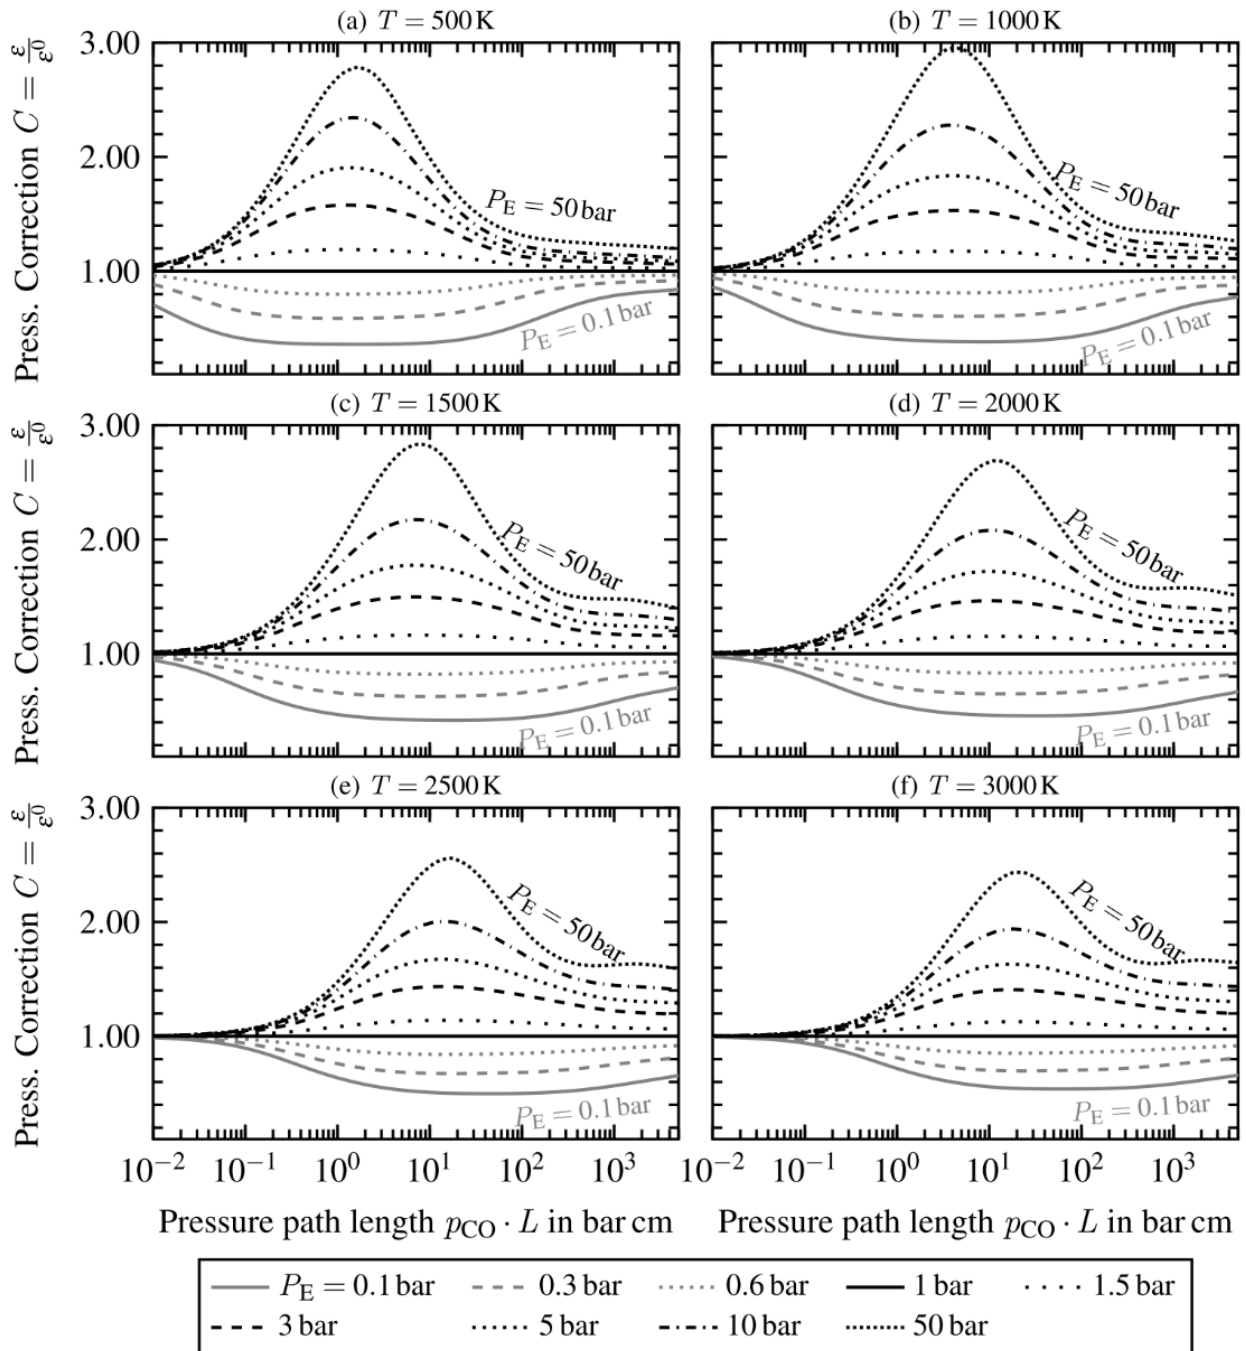 (a) T = 500 K
(b) T = 1000 K
Press. Correction C = ε/ε⁰
3.00
2.00
1.00
P_E = 50 bar
P_E = 0.1 bar
P_E = 50 bar
P_E = 0.1 bar
(c) T = 1500 K
(d) T = 2000 K
Press. Correction C = ε/ε⁰
3.00
2.00
1.00
P_E = 50 bar
P_E = 0.1 bar
P_E = 50 bar
P_E = 0.1 bar
(e) T = 2500 K
(f) T = 3000 K
Press. Correction C = ε/ε⁰
3.00
2.00
1.00
P_E = 50 bar
P_E = 0.1 bar
P_E = 50 bar
P_E = 0.1 bar
10⁻² 10⁻¹ 10⁰ 10¹ 10² 10³ 10⁻² 10⁻¹ 10⁰ 10¹ 10² 10³
Pressure path length p_CO · L in bar cm
Pressure path length p_CO · L in bar cm
P_E = 0.1 bar 0.3 bar 0.6 bar 1 bar 1.5 bar
3 bar 5 bar 10 bar 50 bar